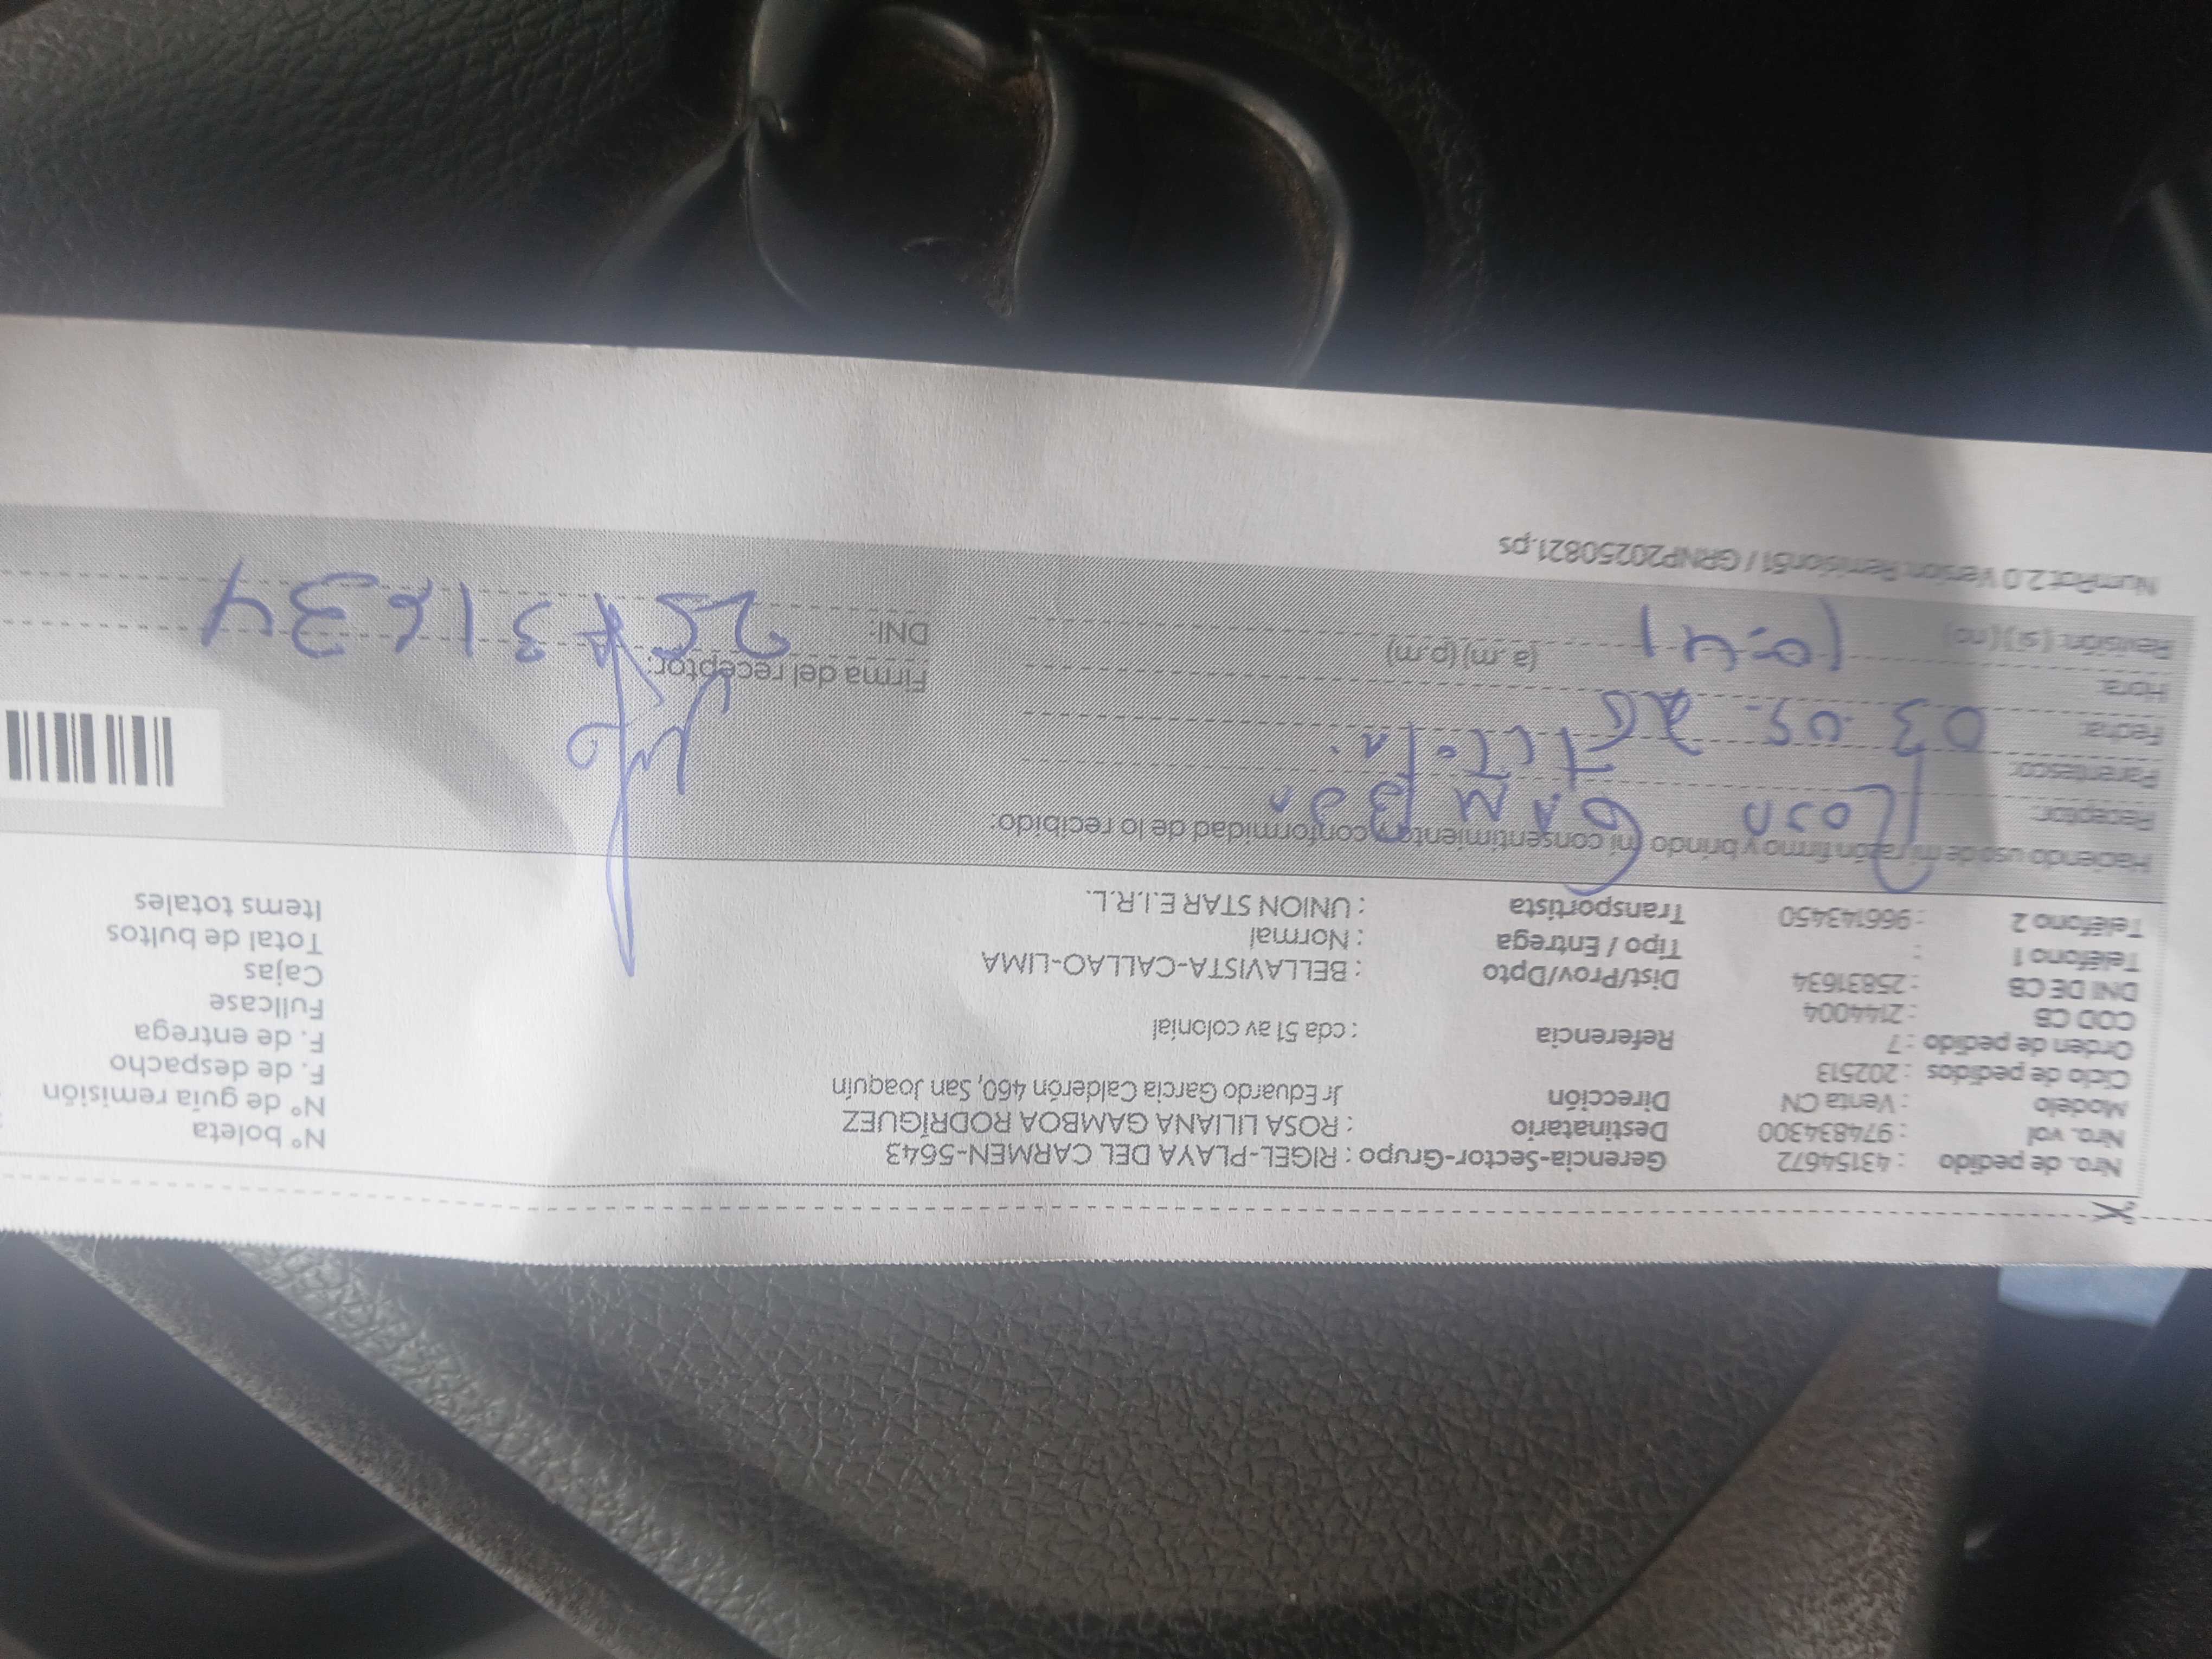 Nro. de pedido : 43154672 Gerencia-Sector-Grupo : RIGEL-PLAYA DEL CARMEN-5643 N° boleta
Nro. vol : 974834300 Destinatario : ROSA LILIANA GAMBOA RODRÍGUEZ N° de guía remisión
Modelo : Venta CN Dirección Jr Eduardo García Calderón 460, San Joaquín F. de despacho
Ciclo de pedidos : 202513 F. de entrega
Orden de pedido : 7 Referencia : cda 51 av colonial Fullcase
COD CB : 2144004 Cajas
DNI DE CB : 25831634 Dist/Prov/Dpto : BELLAVISTA-CALLAO-LIMA Total de bultos
Teléfono 1 : Tipo / Entrega : Normal Items totales
Teléfono 2 : 966143450 Transportista : UNION STAR E.I.R.L.
Haciendo uso de mi razón firmo y brindo mi consentimiento y conformidad de lo recibido:
Receptor: Rosa GAMBOa
Parentesco: Titular
Fecha: 03-09-25
Hora: 10:41 (a.m) (p.m) Firma del receptor:
Revisión: (si) (no) DNI: 25831634
NumRot 2.0 Version: Remision51 / GRNP20250821.ps